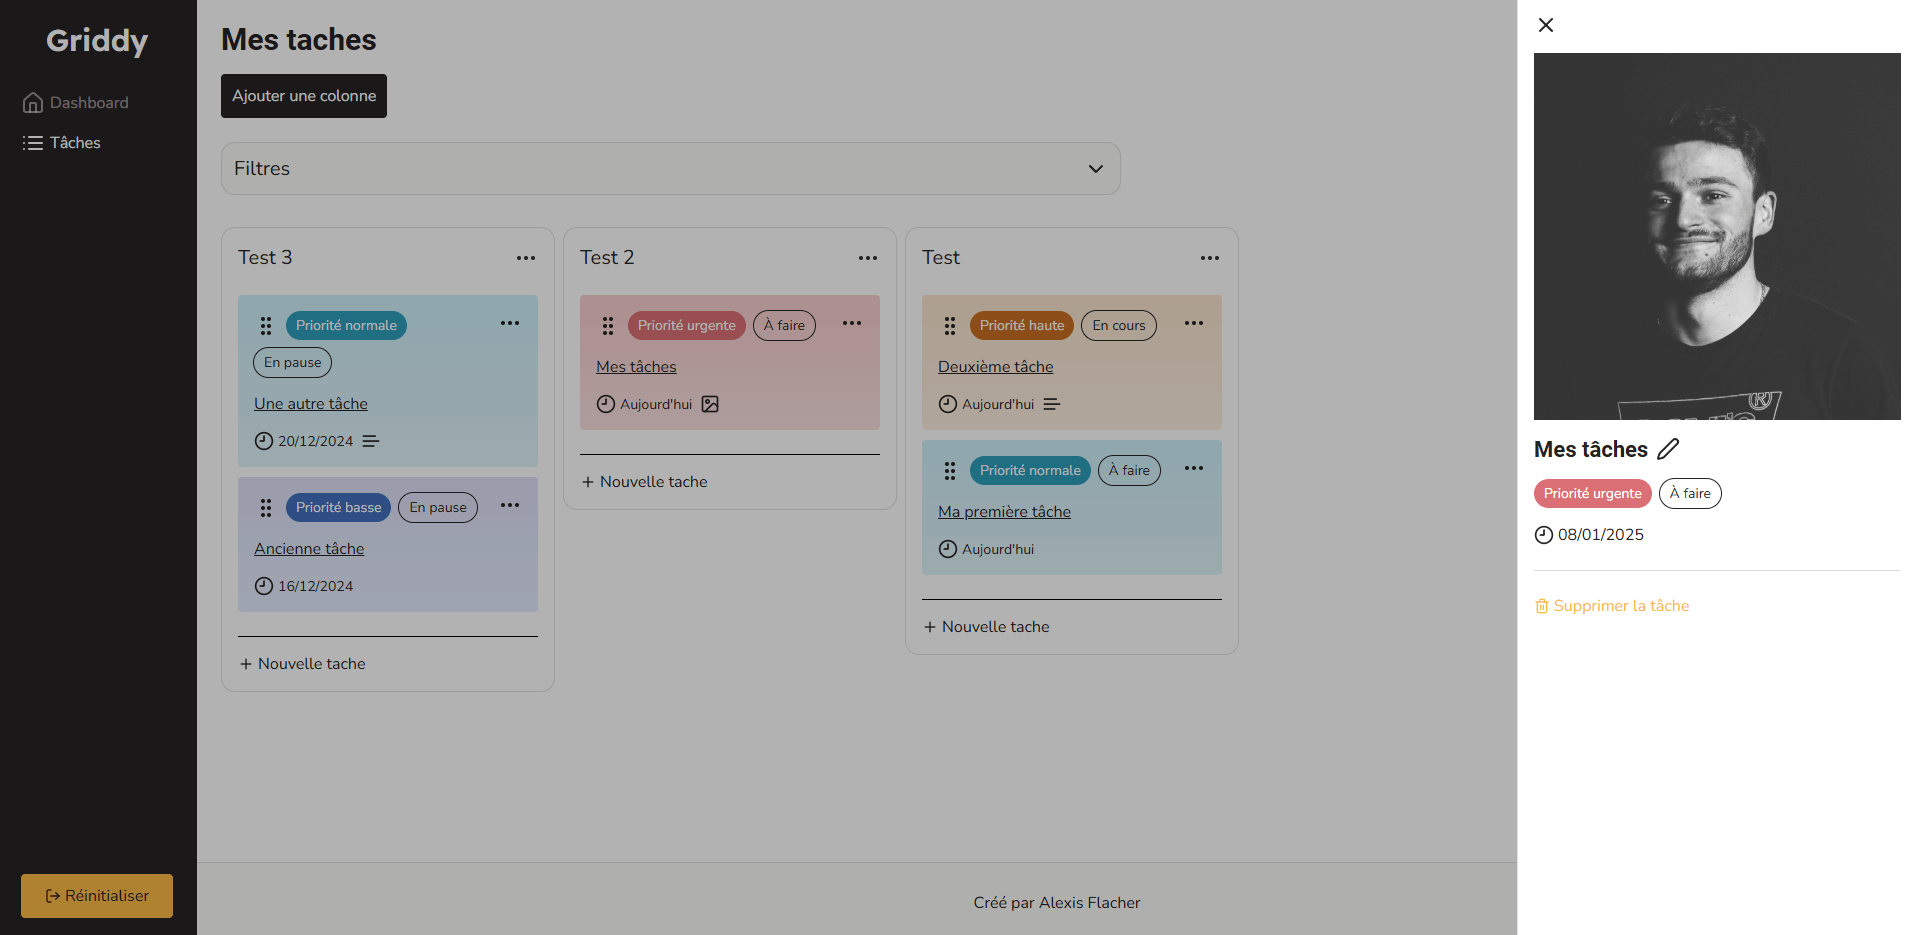 Griddy
Dashboard
Tâches
Réinitialiser
Mes taches
Ajouter une colonne
Filtres
Test 3
Priorité normale
En pause
Une autre tâche
20/12/2024
Priorité basse
En pause
Ancienne tâche
16/12/2024
+ Nouvelle tache
Test 2
Priorité urgente
À faire
Mes tâches
Aujourd'hui
+ Nouvelle tache
Test
Priorité haute
En cours
Deuxième tâche
Aujourd'hui
Priorité normale
À faire
Ma première tâche
Aujourd'hui
+ Nouvelle tache
Créé par Alexis Flacher
®
Mes tâches
Priorité urgente
À faire
08/01/2025
Supprimer la tâche